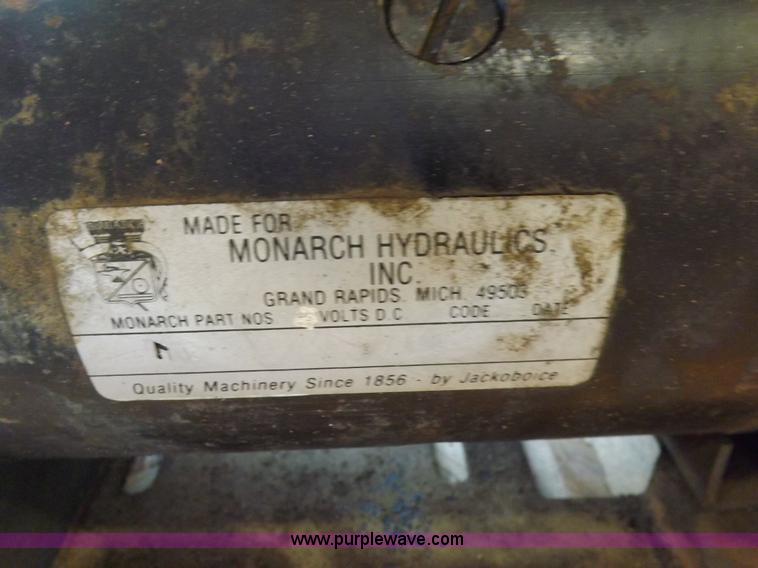 MADE FOR
MONARCH HYDRAULICS
INC.
GRAND RAPIDS MICH 49503
MONARCH PART NOS VOLTS D.C CODE DATE
Quality Machinery Since 1856 - by Jackoboice
www.purplewave.com